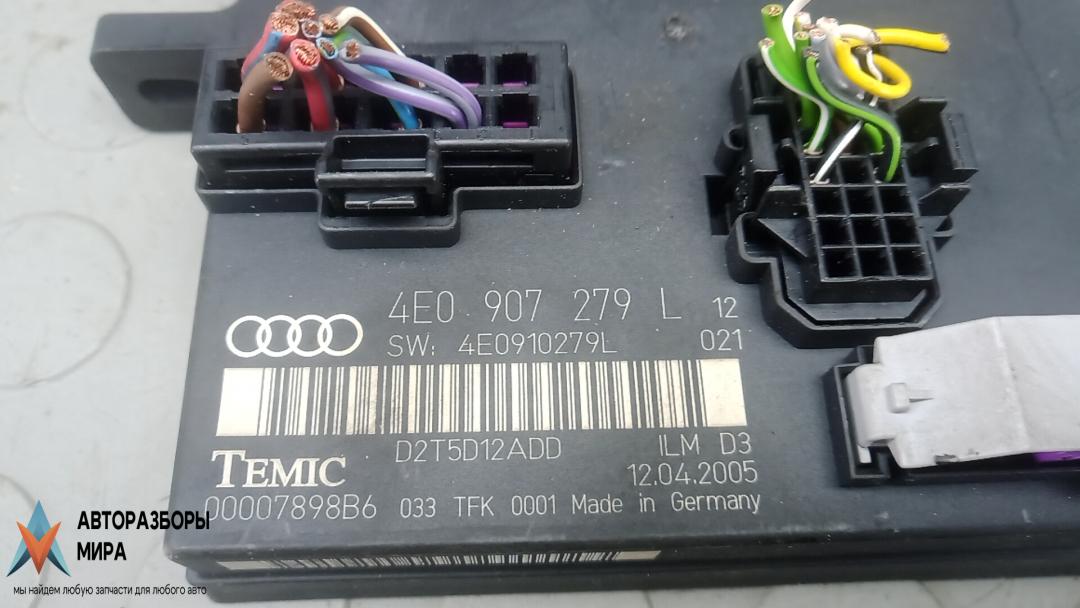 4E0 907 279 L 12
SW: 4E0910279L 021
D2T5D12ADD ILM D3
TEMIC 12.04.2005
00007898B6 033 TFK 0001 Made in Germany
АВТОРАЗБОРЫ
МИРА
мы найдем любую запчасти для любого авто